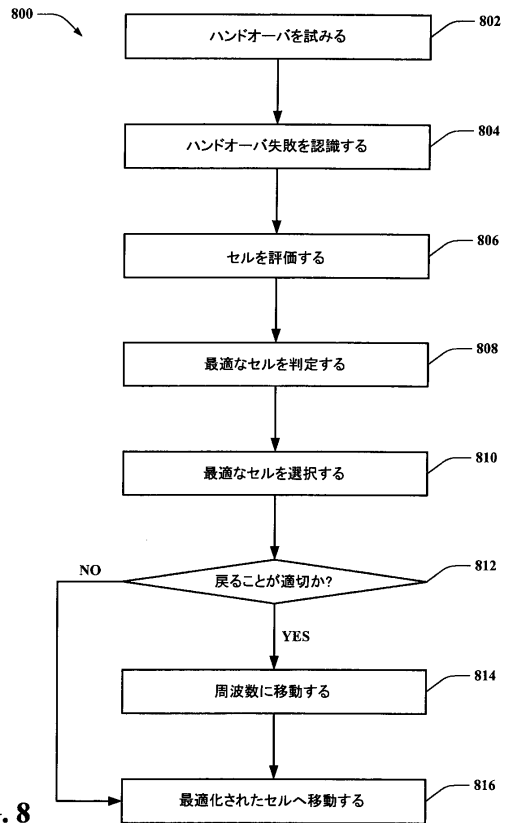 800
802
ハンドオーバを試みる
804
ハンドオーバ失敗を認識する
806
セルを評価する
808
最適なセルを判定する
810
最適なセルを選択する
812
戻ることが適切か?
NO
YES
814
周波数に移動する
816
最適化されたセルへ移動する
. 8